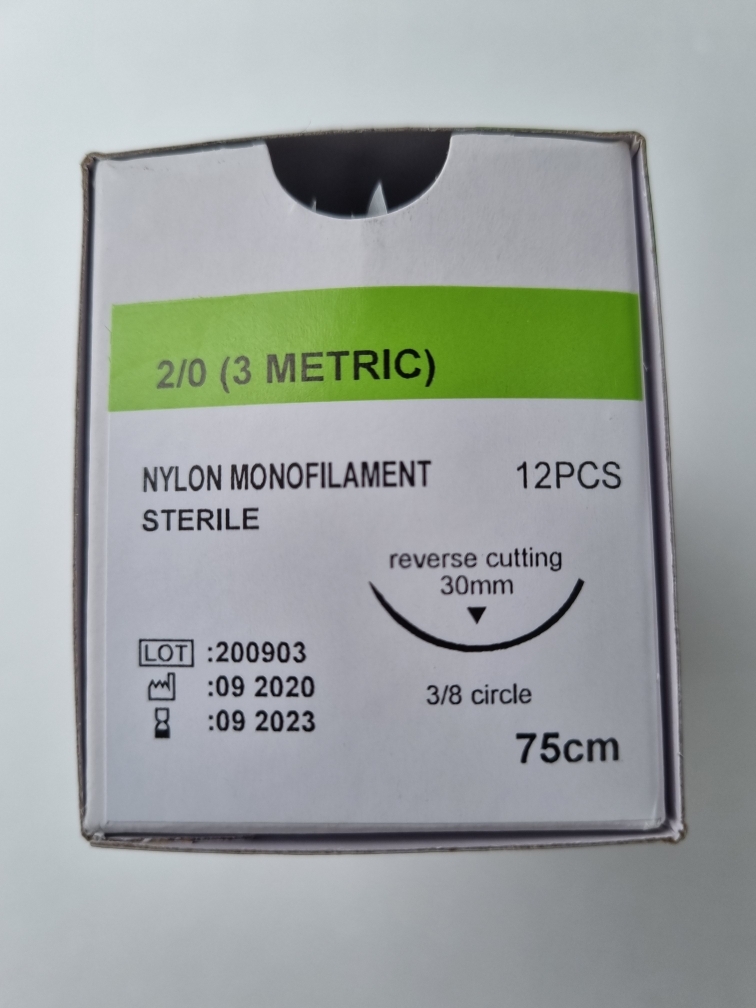 2/0 (3 METRIC)
NYLON MONOFILAMENT 12PCS
STERILE
reverse cutting
30mm
LOT :200903
:09 2020
3/8 circle
:09 2023
75cm